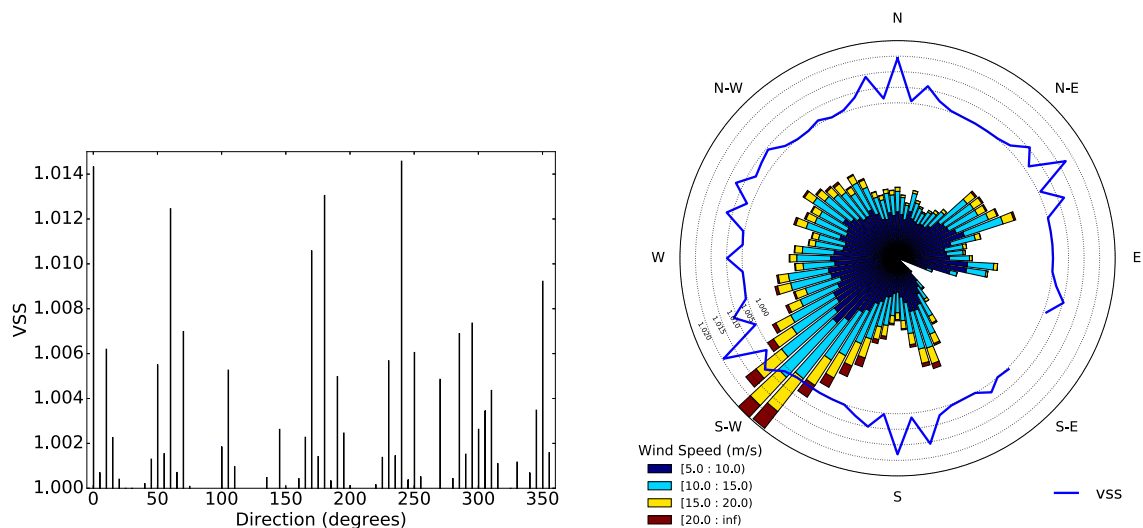 1.014
1.012
1.010
1.008
1.006
1.004
1.002
1.000
VSS
0 50 100 150 200 250 300 350
Direction (degrees)
N
N-W
N-E
W
E
1.000
1.005
1.010
1.015
1.020
S-W
S-E
S
Wind Speed (m/s)
[5.0 : 10.0)
[10.0 : 15.0)
[15.0 : 20.0)
[20.0 : inf)
VSS